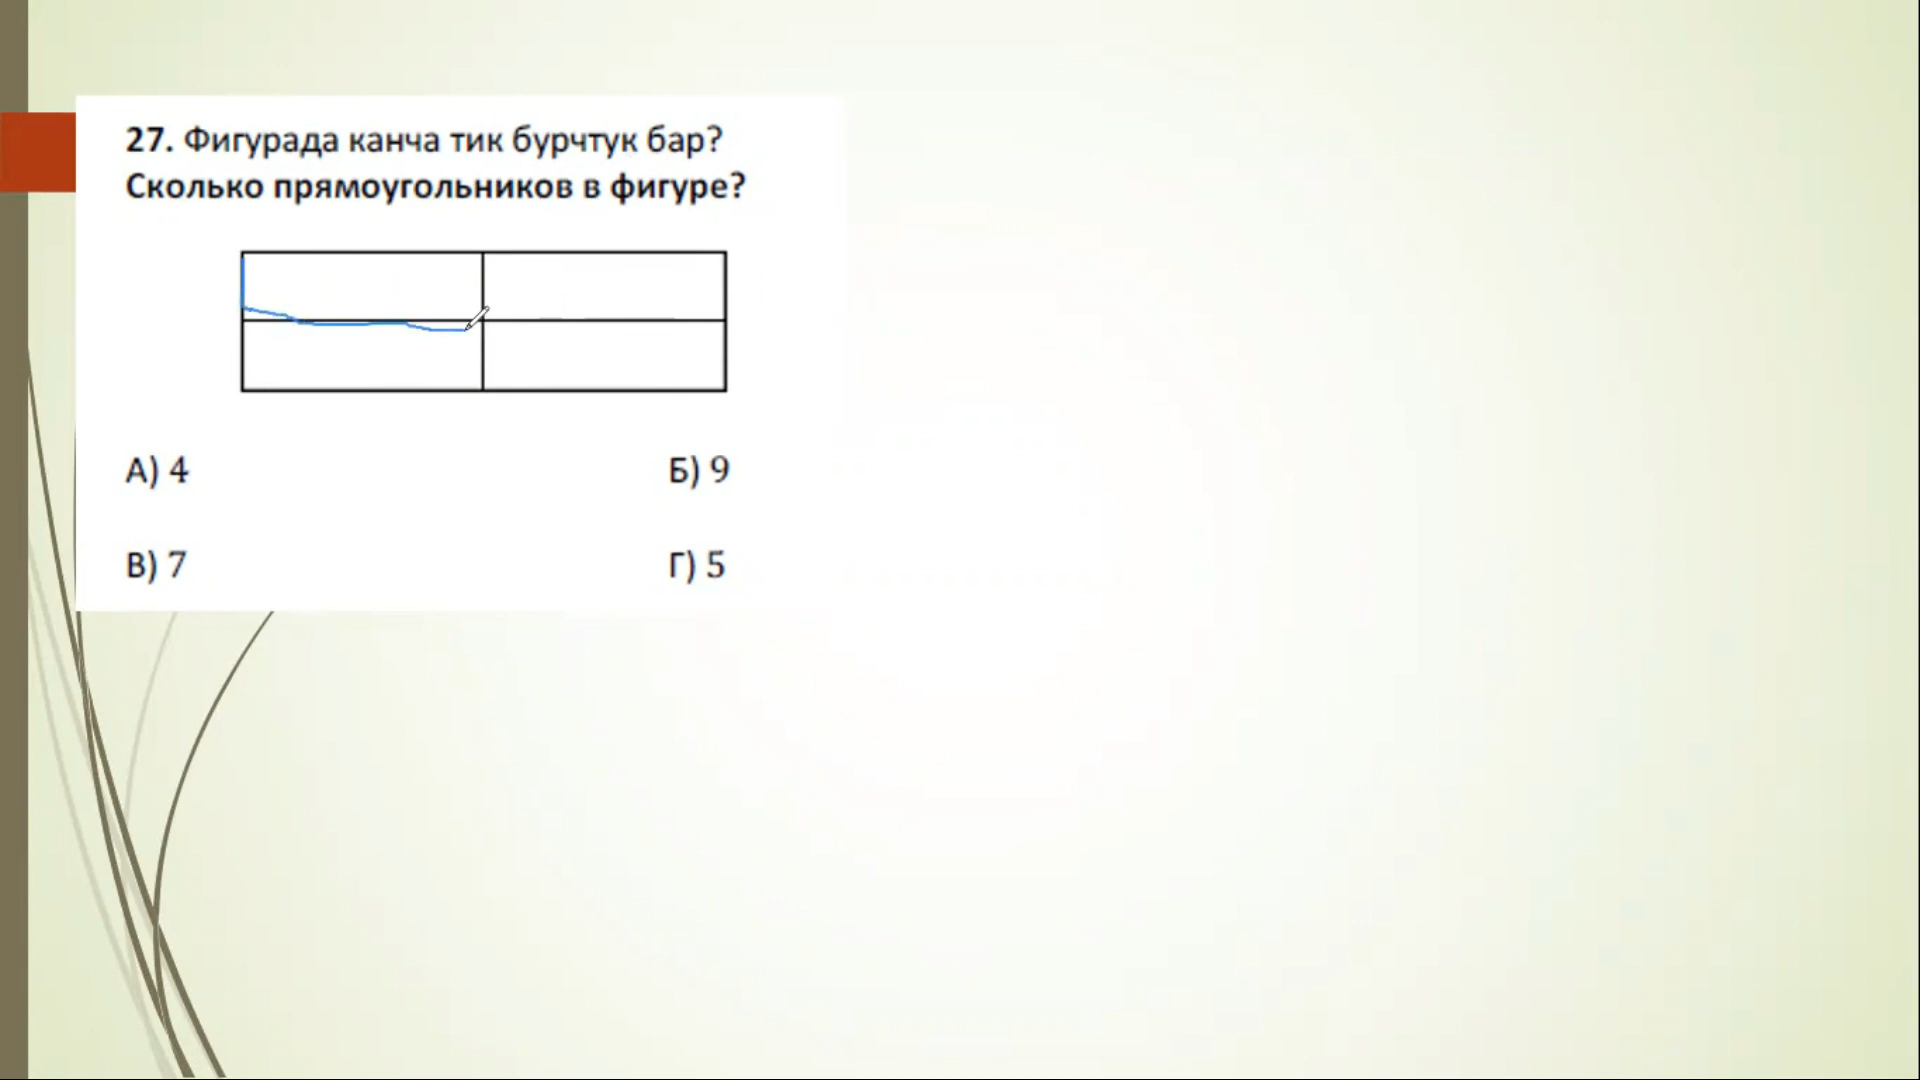 27. Фигурада канча тик бурчтук бар?
Сколько прямоугольников в фигуре?
А) 4
Б) 9
В) 7
Г) 5